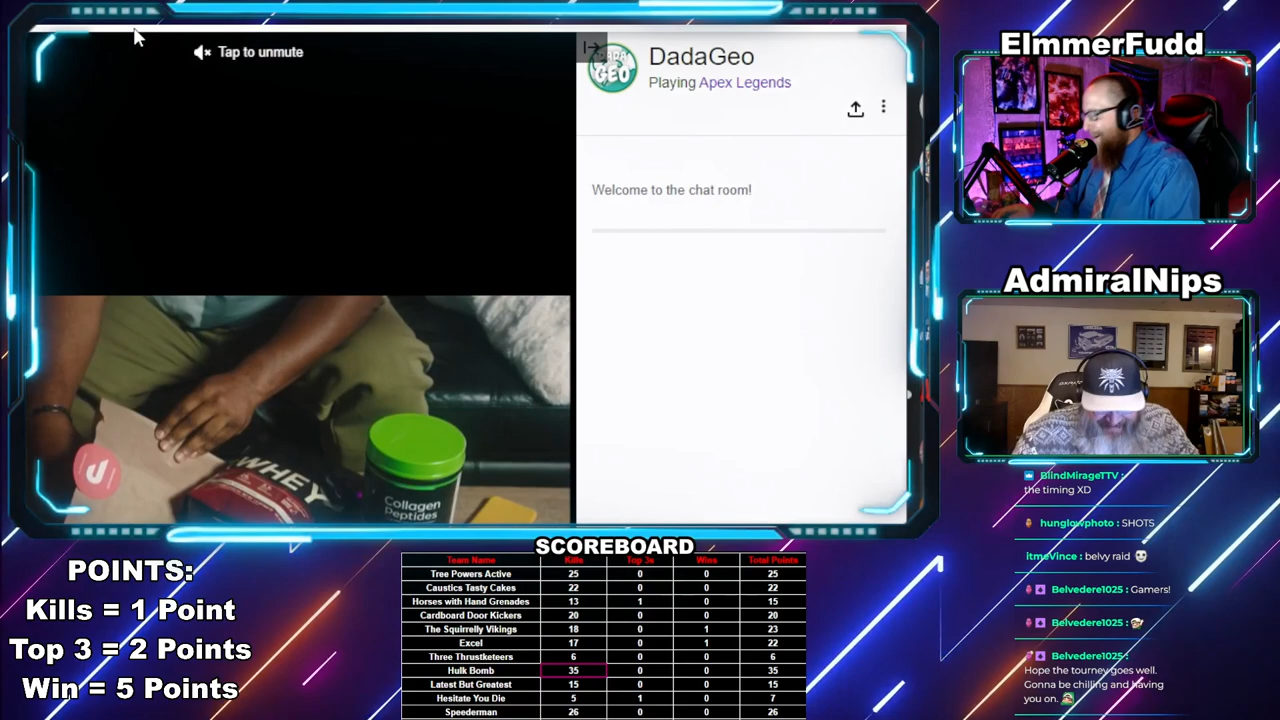 Tap to unmute
DADA
GEO
DadaGeo
Playing Apex Legends
Welcome to the chat room!
WHEY
Collagen
Peptides
ElmmerFudd
AdmiralNips
BlindMirageTTV :
the timing XD
hunglowphoto : SHOTS
itmeVince : belvy raid
Belvedere1025 : Gamers!
Belvedere1025 :
Belvedere1025 :
Hope the tourney goes well.
Gonna be chilling and having
you on.
POINTS:
Kills = 1 Point
Top 3 = 2 Points
Win = 5 Points
SCOREBOARD
Team Name Kills Top 3s Wins Total Points
Tree Powers Active 25 0 0 25
Caustics Tasty Cakes 22 0 0 22
Horses with Hand Grenades 13 1 0 15
Cardboard Door Kickers 20 0 0 20
The Squirrelly Vikings 18 0 1 23
Excel 17 0 1 22
Three Thrustketeers 6 0 0 6
Hulk Bomb 35 0 0 35
Latest But Greatest 15 0 0 15
Hesitate You Die 5 1 0 7
Speederman 26 0 0 26